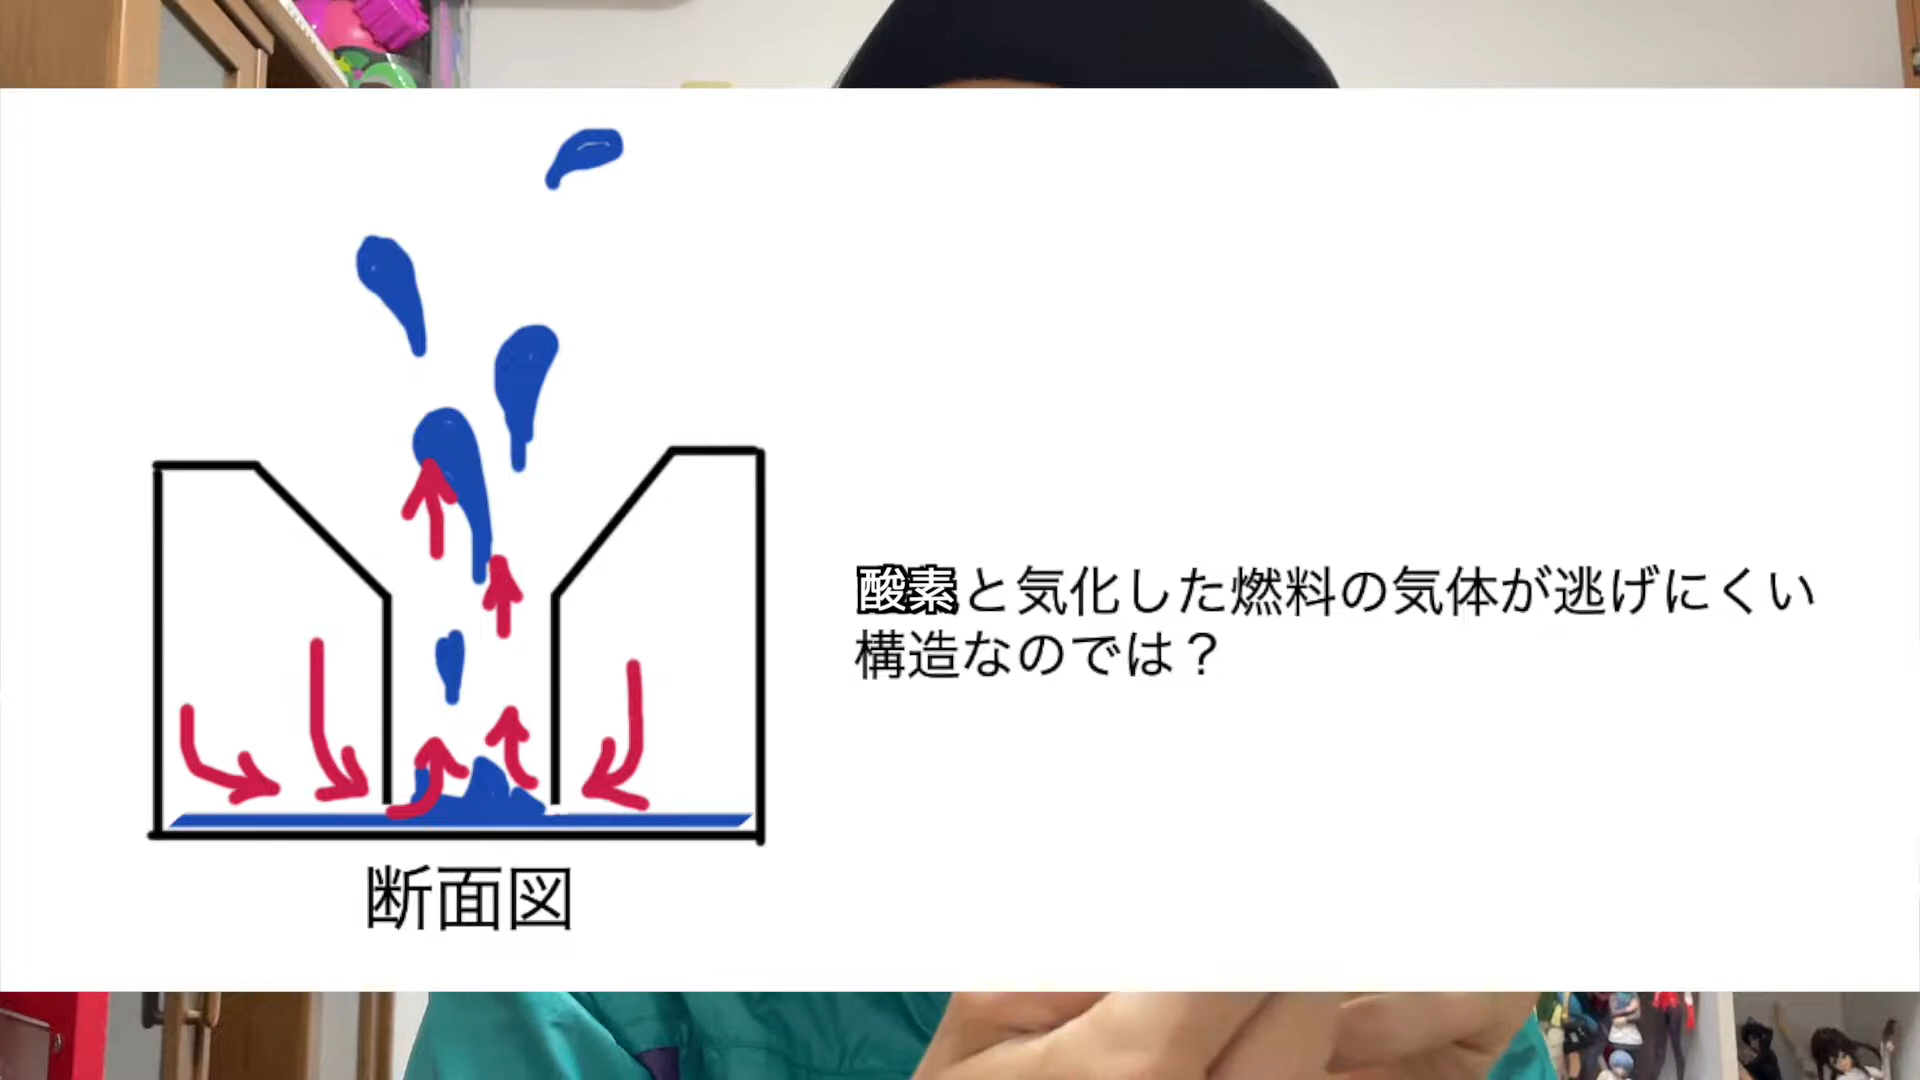 酸素と気化した燃料の気体が逃げにくい
構造なのでは？
断面図